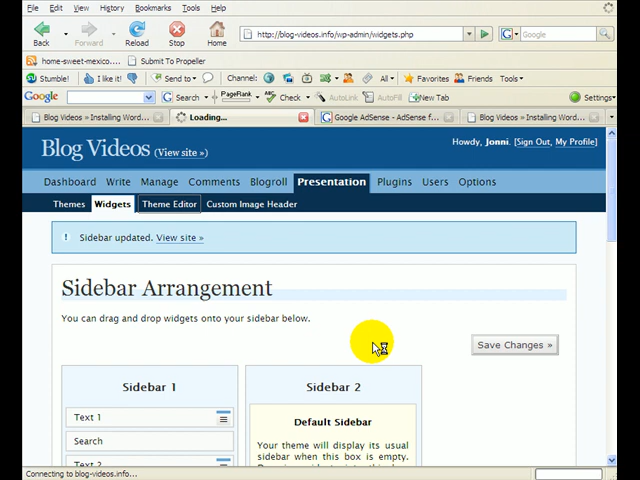 File Edit View History Bookmarks Tools Help
Back Forward Reload Stop Home http://blog-videos.info/wp-admin/widgets.php Google
home-sweet-mexico... Submit To Propeller
Stumble! I like it! Send to Channel: All Favorites Friends Tools
Google Search PageRank Check AutoLink AutoFill New Tab Settings
Blog Videos » Installing Word... Loading... Google AdSense - AdSense f... Blog Videos » Installing Word...
Blog Videos (View site ») Howdy, Jonni. [Sign Out, My Profile]
Dashboard Write Manage Comments Blogroll Presentation Plugins Users Options
Themes Widgets Theme Editor Custom Image Header
! Sidebar updated. View site »
Sidebar Arrangement
You can drag and drop widgets onto your sidebar below.
Save Changes »
Sidebar 1 Sidebar 2
Text 1
Search
Text 2
Default Sidebar
Your theme will display its usual
sidebar when this box is empty.
Connecting to blog-videos.info...